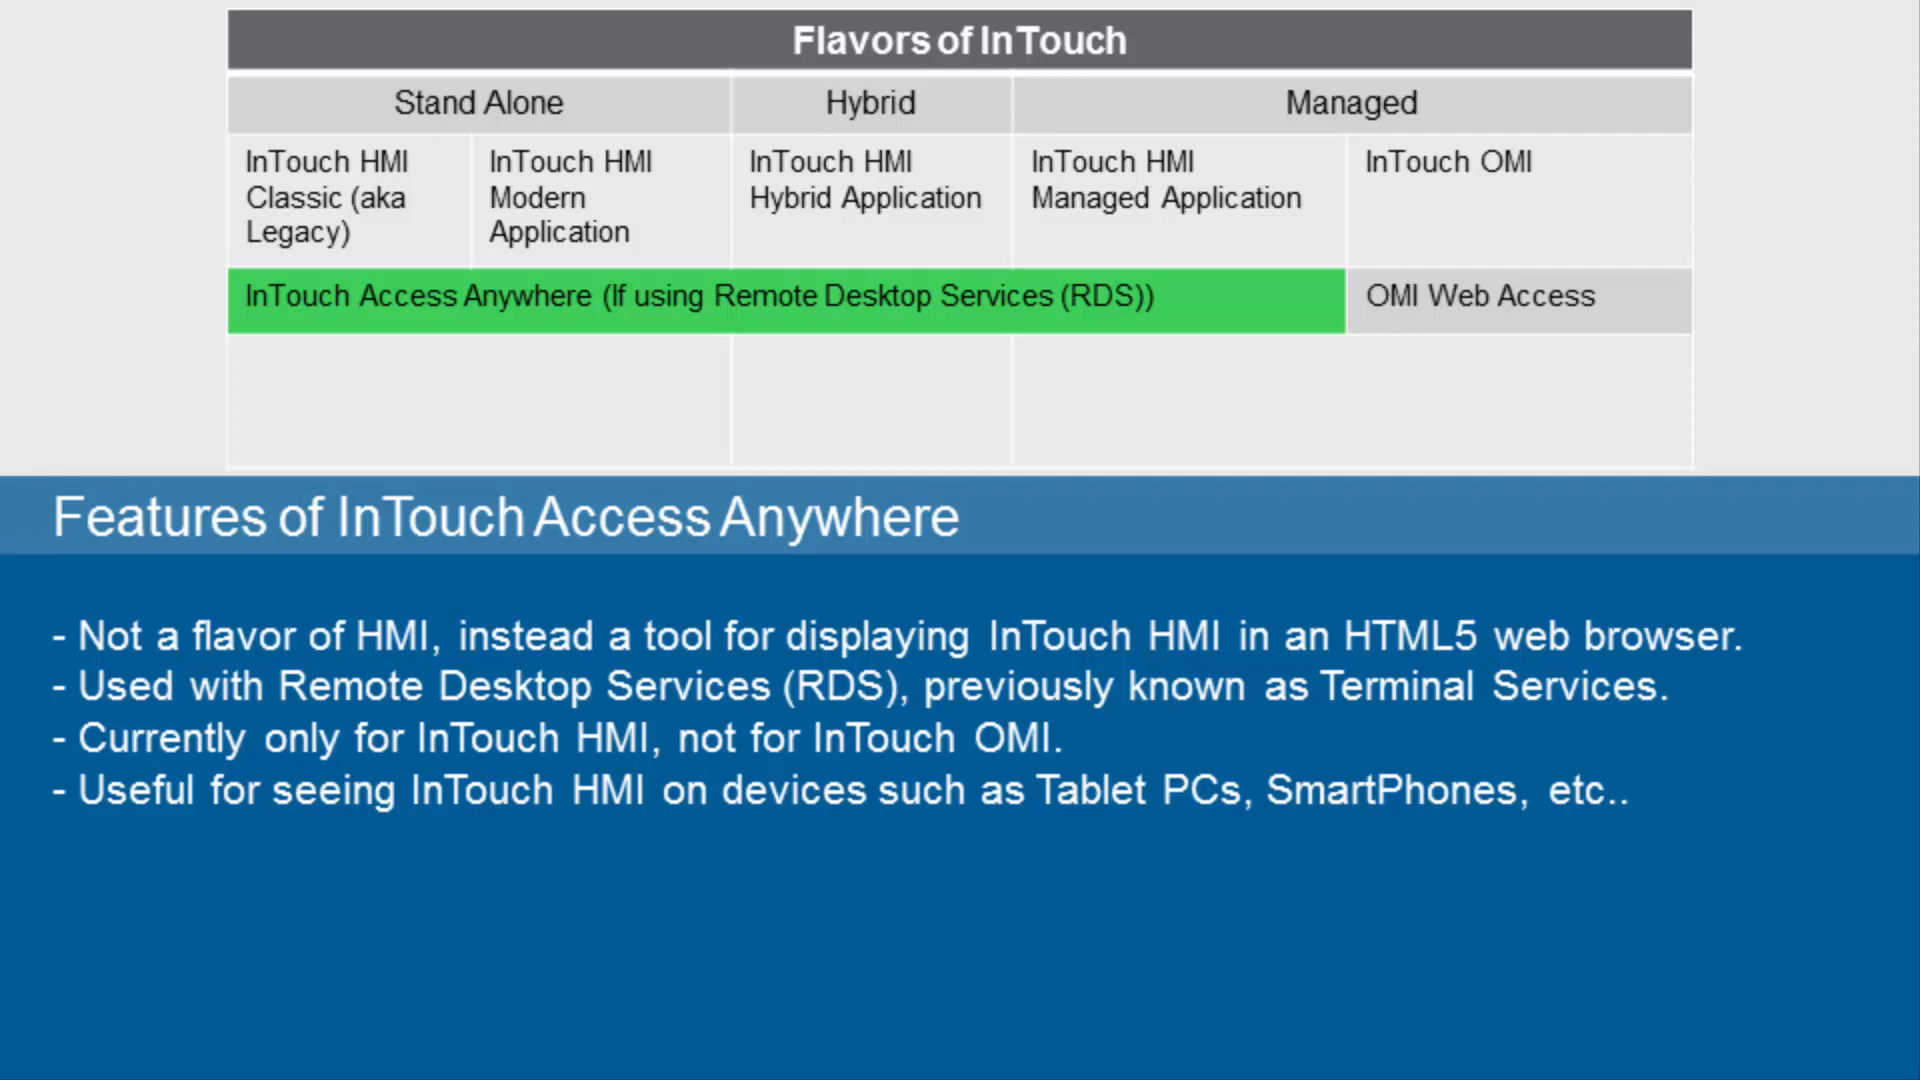 Flavors of InTouch
Stand Alone
Hybrid
Managed
InTouch HMI
Classic (aka
Legacy)
InTouch HMI
Modern
Application
InTouch HMI
Hybrid Application
InTouch HMI
Managed Application
InTouch OMI
InTouch Access Anywhere (If using Remote Desktop Services (RDS))
OMI Web Access
Features of InTouch Access Anywhere
- Not a flavor of HMI, instead a tool for displaying InTouch HMI in an HTML5 web browser.
- Used with Remote Desktop Services (RDS), previously known as Terminal Services.
- Currently only for InTouch HMI, not for InTouch OMI.
- Useful for seeing InTouch HMI on devices such as Tablet PCs, SmartPhones, etc..